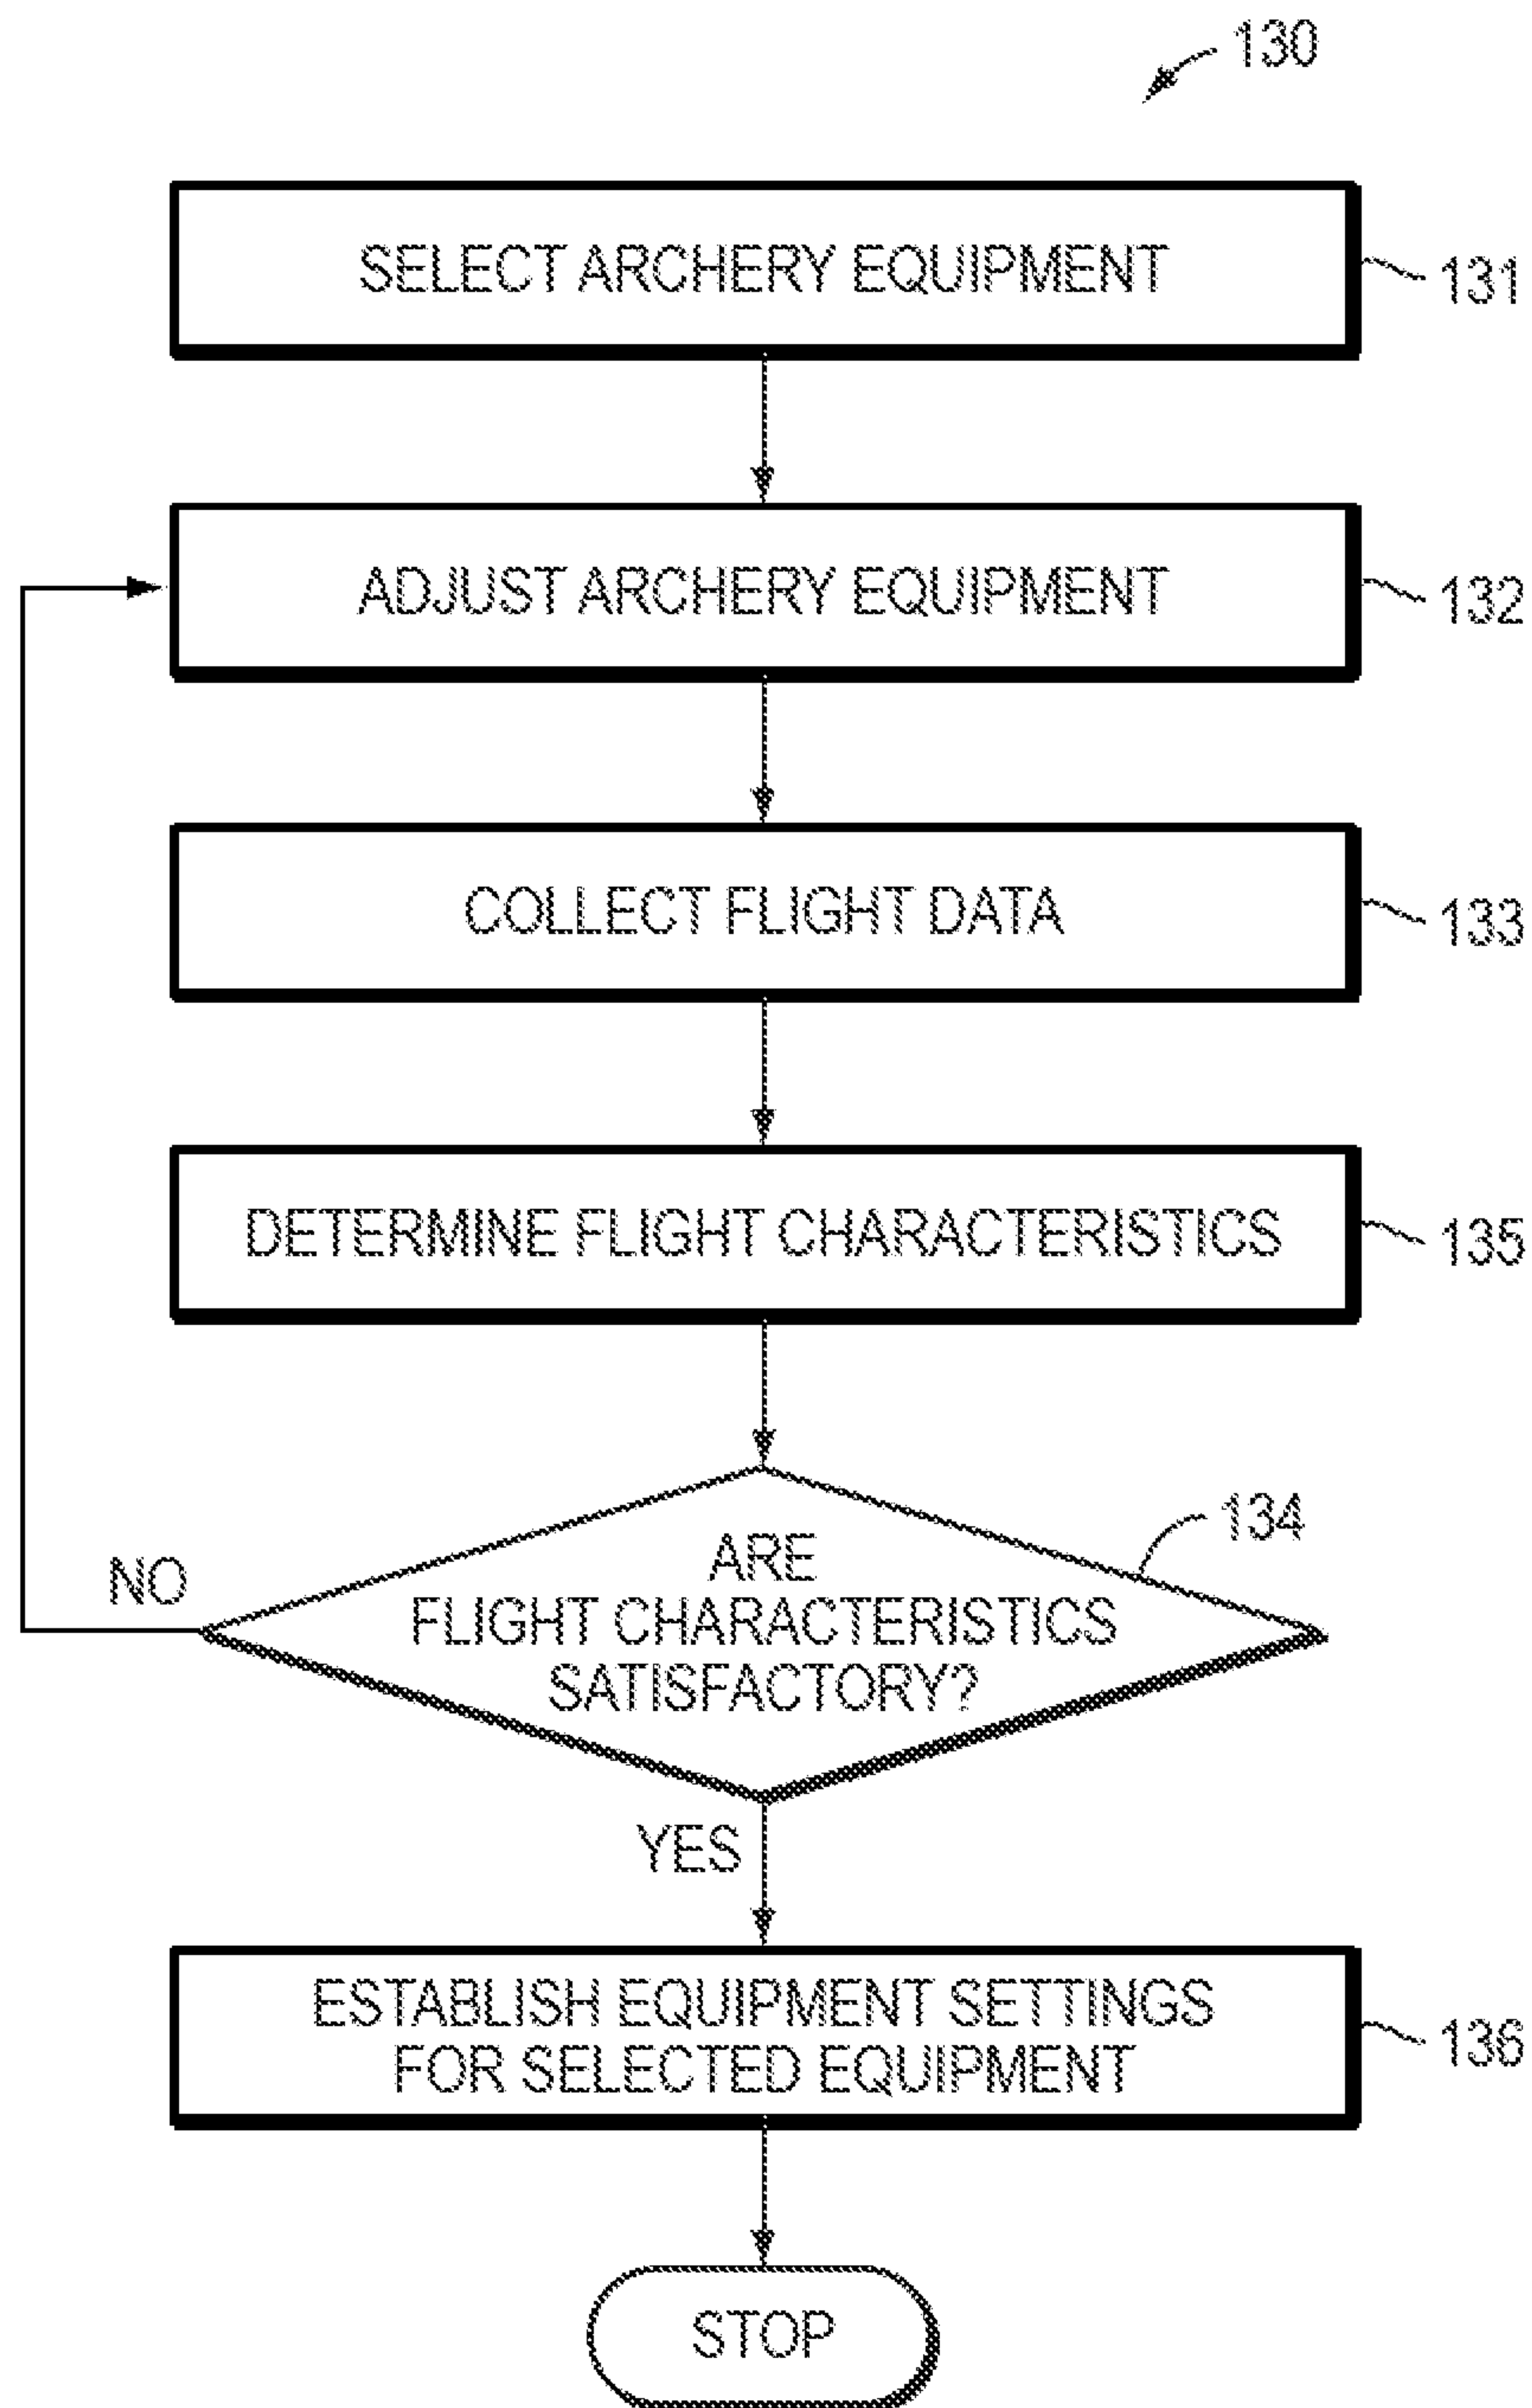 130
SELECT ARCHERY EQUIPMENT
131
ADJUST ARCHERY EQUIPMENT
132
COLLECT FLIGHT DATA
133
DETERMINE FLIGHT CHARACTERISTICS
135
134
ARE
FLIGHT CHARACTERISTICS
SATISFACTORY?
NO
YES
ESTABLISH EQUIPMENT SETTINGS
FOR SELECTED EQUIPMENT
136
STOP